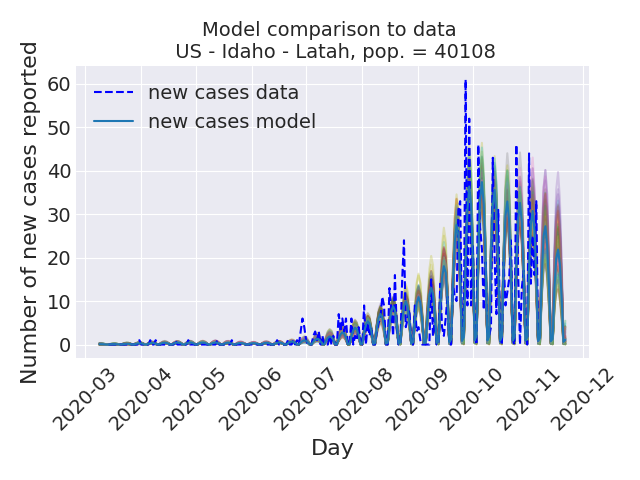 Model comparison to data
US - Idaho - Latah, pop. = 40108
Number of new cases reported
60
50
40
30
20
10
0
new cases data
new cases model
2020-03
2020-04
2020-05
2020-06
2020-07
2020-08
2020-09
2020-10
2020-11
2020-12
Day